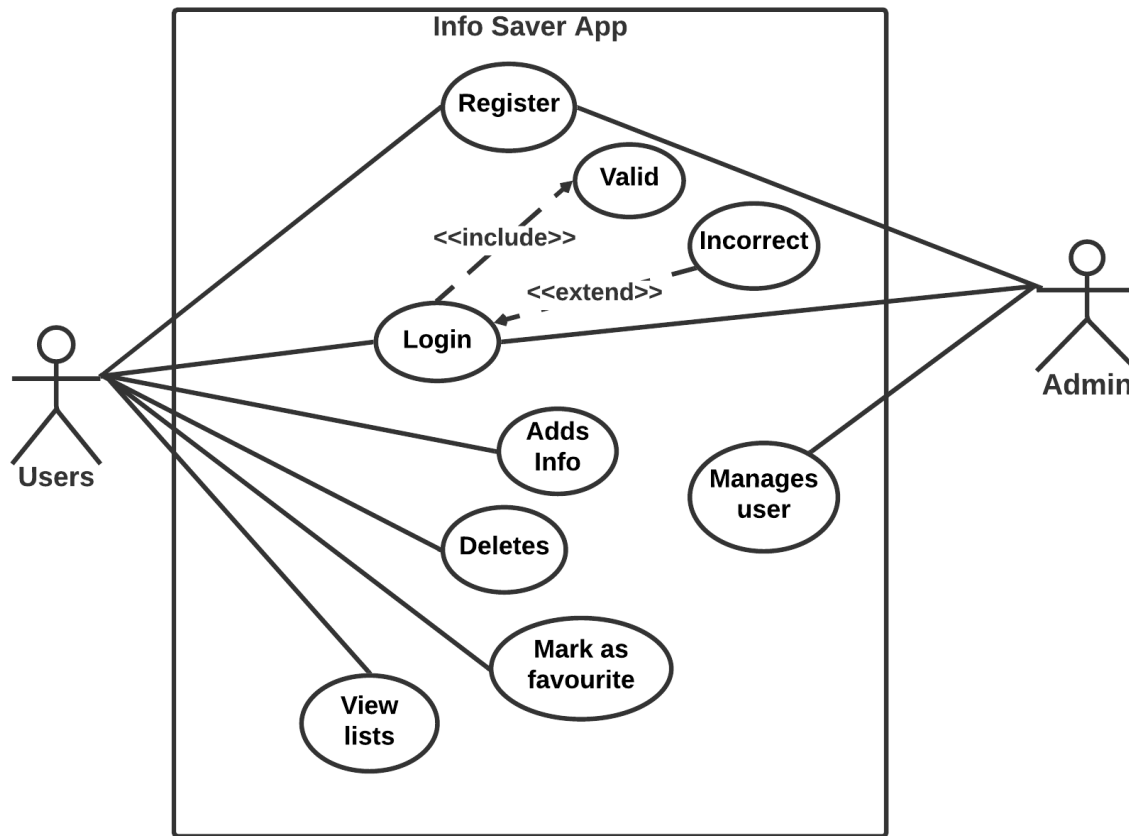 Info Saver App
Register
Valid
<<include>>
Incorrect
<<extend>>
Login
Admin
Users
Adds
Info
Manages
user
Deletes
Mark as
favourite
View
lists